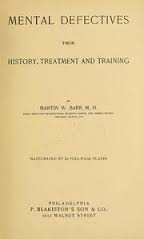 MENTAL DEFECTIVES
THEIR
HISTORY, TREATMENT AND TRAINING
BY
MARTIN W. BARR, M. D.
ILLUSTRATED BY 53 FULL-PAGE PLATES
PHILADELPHIA
P. BLAKISTON'S SON & CO.
1012 WALNUT STREET